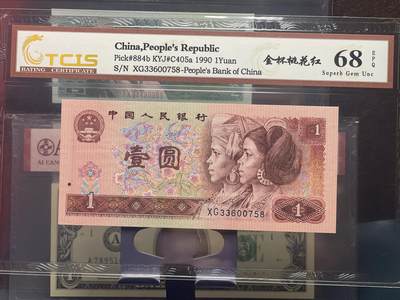 TCIS
RATING CERTIFICATE
China,People's Republic
Pick#884b KYJ#C405a 1990 1Yuan
S/N XG33600758-People's Bank of China
金杯桃花红
68
EPQ
Superb Gem Unc
中国人民银行
1
壹圆
1
XG33600758
1